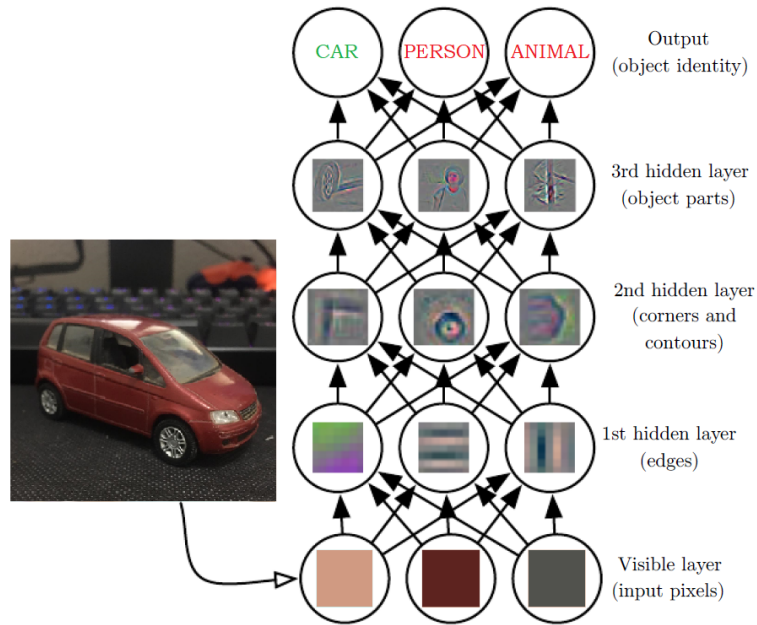 CAR
PERSON
ANIMAL
Output
(object identity)
3rd hidden layer
(object parts)
2nd hidden layer
(corners and
contours)
1st hidden layer
(edges)
Visible layer
(input pixels)